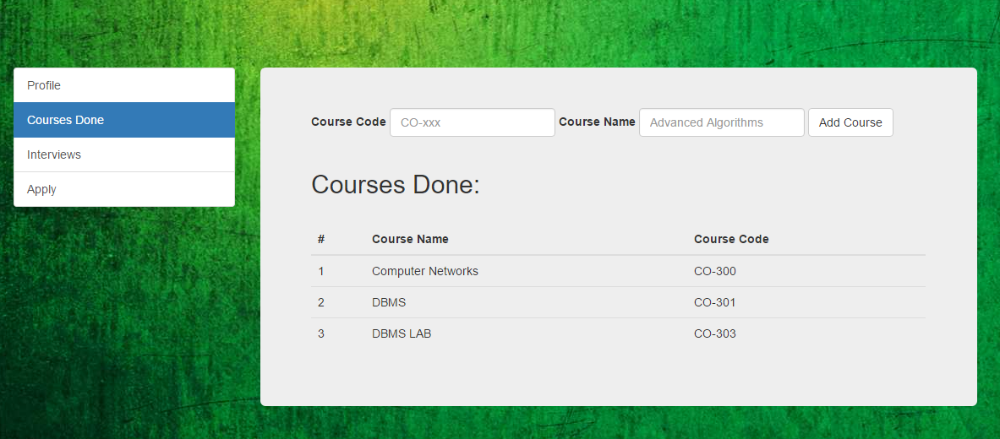 Profile
Courses Done
Interviews
Apply
Course Code CO-xxx Course Name Advanced Algorithms Add Course
Courses Done:
# Course Name Course Code
1 Computer Networks CO-300
2 DBMS CO-301
3 DBMS LAB CO-303